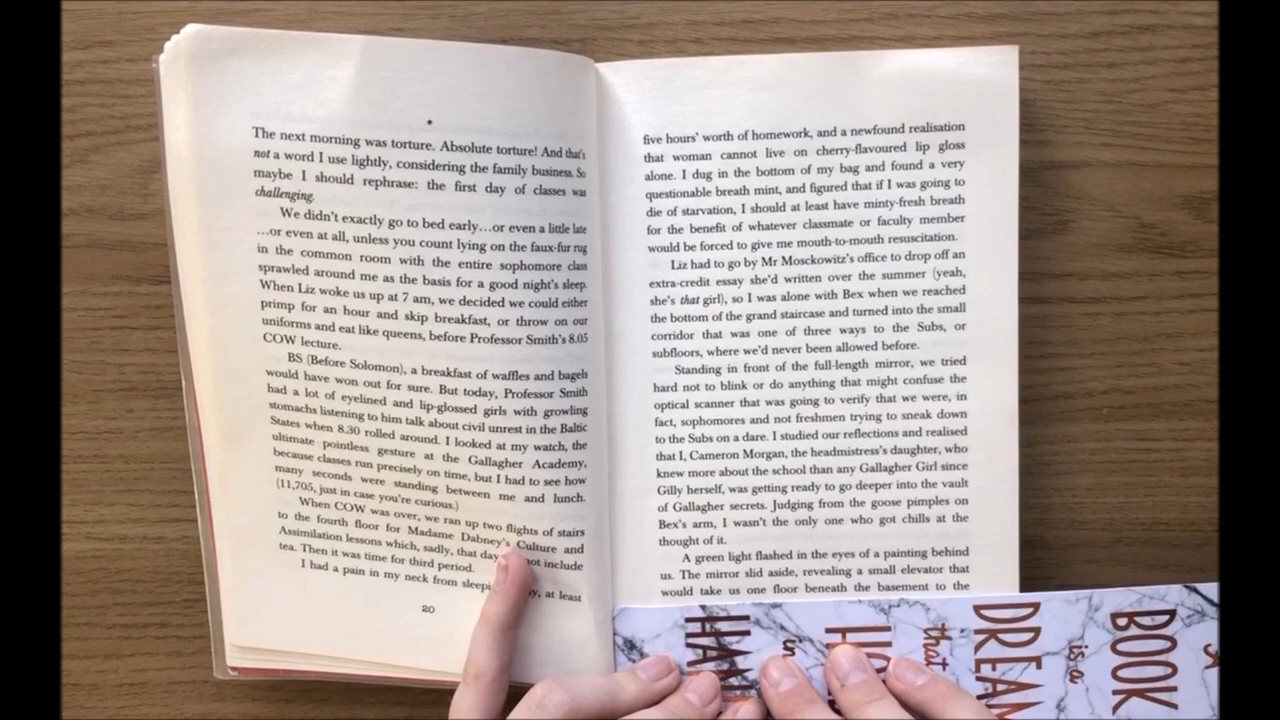 *
The next morning was torture. Absolute torture! And that's
not a word I use lightly, considering the family business. So
maybe I should rephrase: the first day of classes was
challenging.
We didn't exactly go to bed early…or even a little late
…or even at all, unless you count lying on the faux-fur rug
in the common room with the entire sophomore class
sprawled around me as the basis for a good night's sleep.
When Liz woke us up at 7 am, we decided we could either
primp for an hour and skip breakfast, or throw on our
uniforms and eat like queens, before Professor Smith's 8.05
COW lecture.
BS (Before Solomon), a breakfast of waffles and bagels
would have won out for sure. But today, Professor Smith
had a lot of eyelined and lip-glossed girls with growling
stomachs listening to him talk about civil unrest in the Baltic
States when 8.30 rolled around. I looked at my watch, the
ultimate pointless gesture at the Gallagher Academy,
because classes run precisely on time, but I had to see how
many seconds were standing between me and lunch.
(11,705, just in case you're curious.)
When COW was over, we ran up two flights of stairs
to the fourth floor for Madame Dabney's Culture and
Assimilation lessons which, sadly, that day not include
tea. Then it was time for third period.
I had a pain in my neck from at least
20
five hours' worth of homework, and a newfound realisation
that woman cannot live on cherry-flavoured lip gloss
alone. I dug in the bottom of my bag and found a very
questionable breath mint, and figured that if I was going to
die of starvation, I should at least have minty-fresh breath
for the benefit of whatever classmate or faculty member
would be forced to give me mouth-to-mouth resuscitation.
Liz had to go by Mr Mosckowitz's office to drop off an
extra-credit essay she'd written over the summer (yeah,
she's that girl), so I was alone with Bex when we reached
the bottom of the grand staircase and turned into the small
corridor that was one of three ways to the Subs, or
subfloors, where we'd never been allowed before.
Standing in front of the full-length mirror, we tried
hard not to blink or do anything that might confuse the
optical scanner that was going to verify that we were, in
fact, sophomores and not freshmen trying to sneak down
to the Subs on a dare. I studied our reflections and realised
that I, Cameron Morgan, the headmistress's daughter, who
knew more about the school than any Gallagher Girl since
Gilly herself, was getting ready to go deeper into the vault
of Gallagher secrets. Judging from the goose pimples on
Bex's arm, I wasn't the only one who got chills at the
thought of it.
A green light flashed in the eyes of a painting behind
us. The mirror slid aside, revealing a small elevator that
would take us one floor beneath the basement to the
A
BOOK
is a
DREAM
that
in